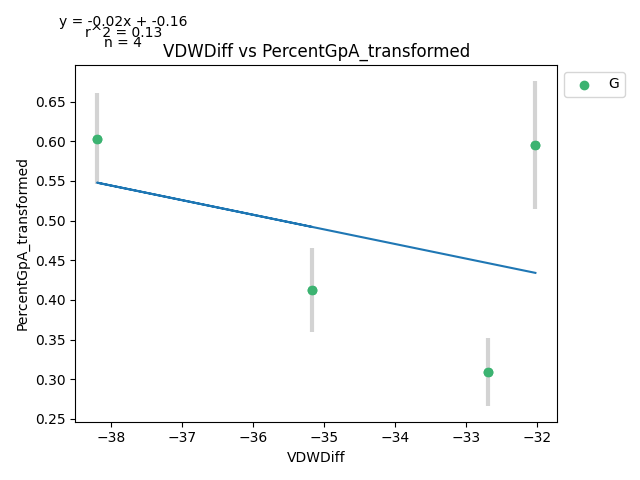 y = -0.02x + -0.16
r^2 = 0.13
n = 4
VDWDiff vs PercentGpA_transformed
G
PercentGpA_transformed
0.65
0.60
0.55
0.50
0.45
0.40
0.35
0.30
0.25
−38
−37
−36
−35
−34
−33
−32
VDWDiff